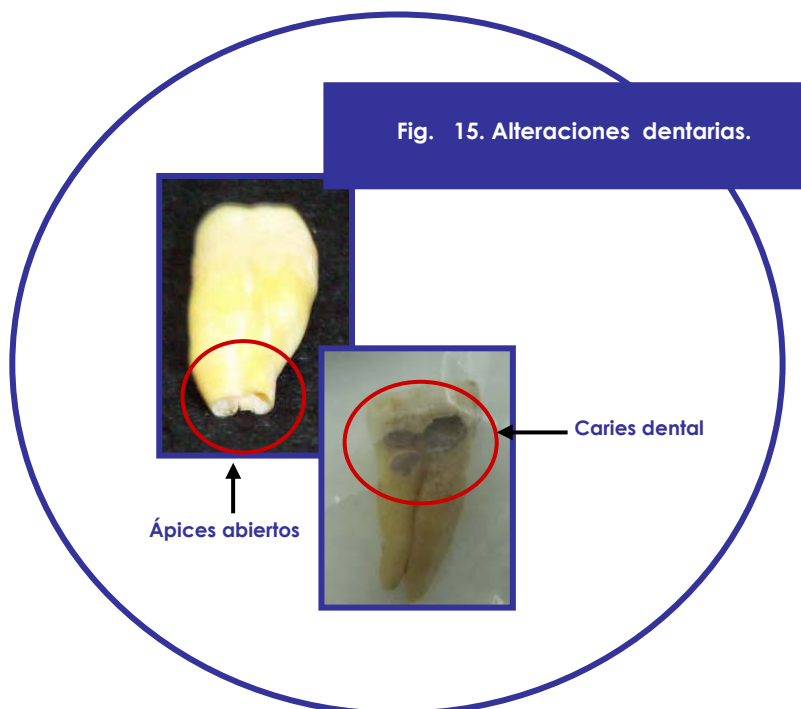 Fig. 15. Alteraciones dentarias.
Caries dental
Ápices abiertos